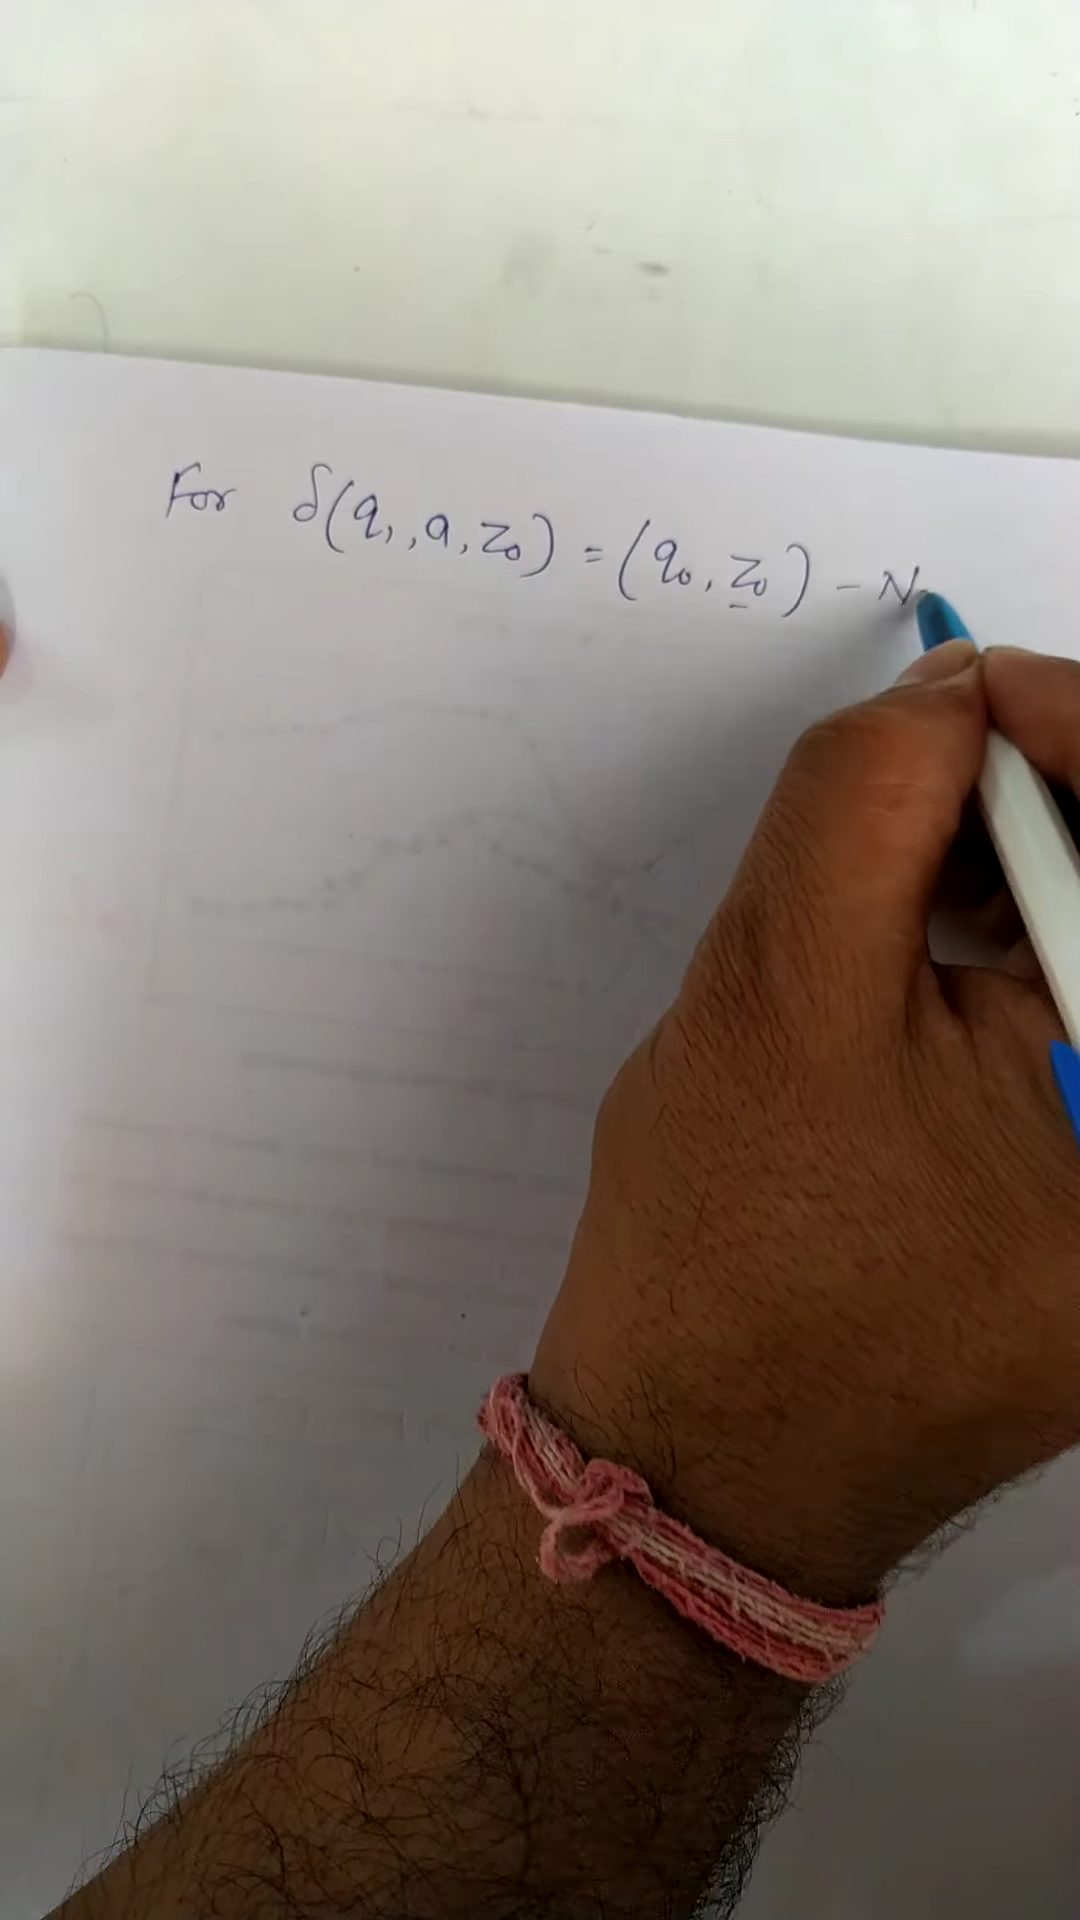 For δ(q₁, a, z₀) = (q₀, z₀) - N